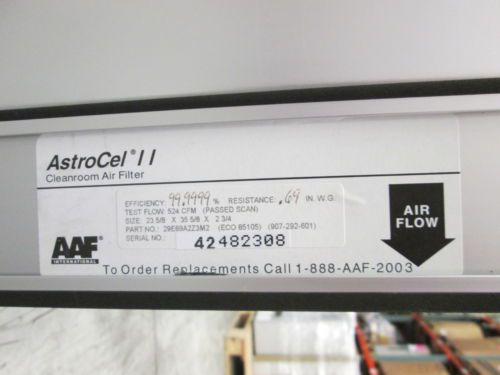 AstroCel® II
Cleanroom Air Filter
EFFICIENCY: 99.9999 % RESISTANCE: .69 IN. W.G.
TEST FLOW: 524 CFM (PASSED SCAN)
SIZE: 23 5/8 X 35 5/8 X 2 3/4
PART NO.: 29E89A2Z3M2 (ECO 85105) (907-292-601)
SERIAL NO.: 42482308
AIR
FLOW
AAF
INTERNATIONAL
To Order Replacements Call 1-888-AAF-2003